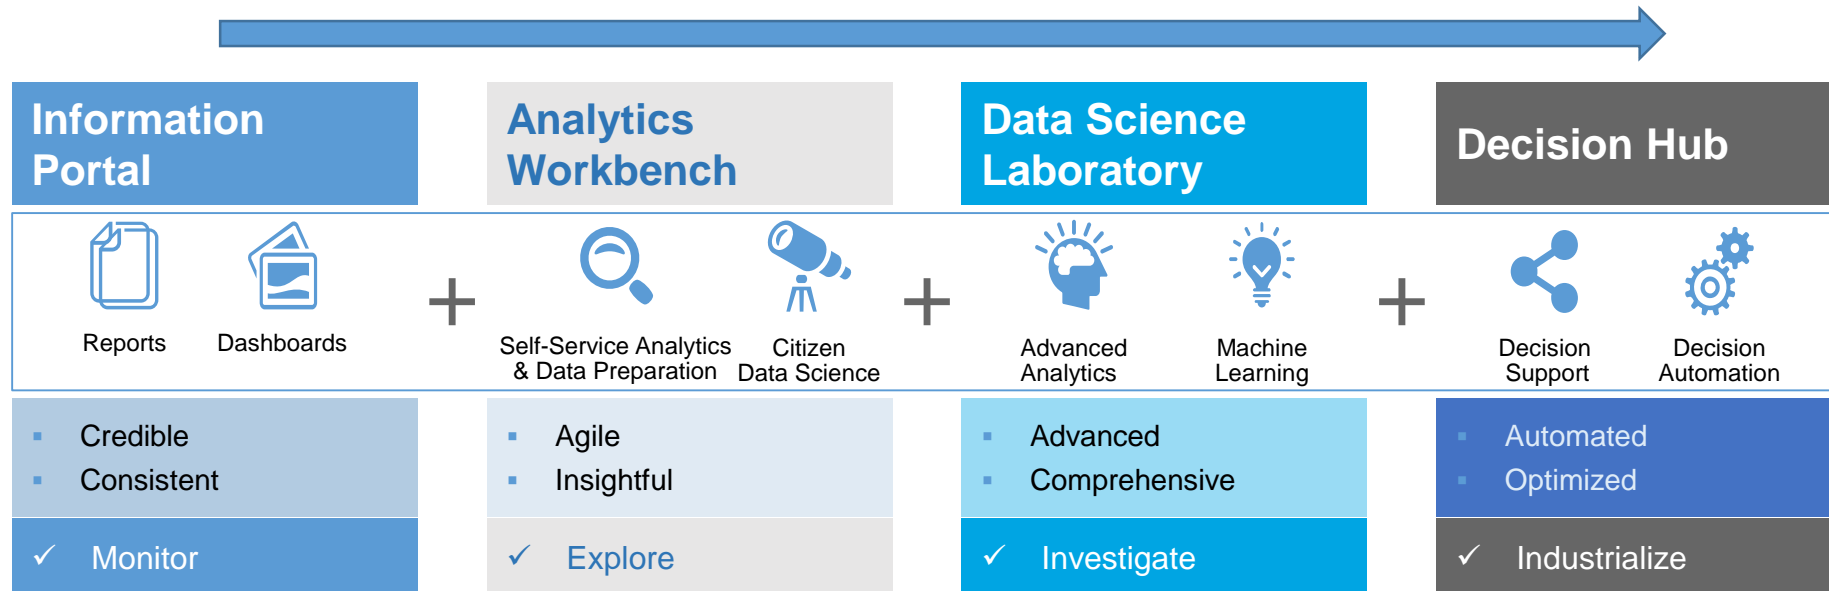 Information
Portal
Analytics
Workbench
Data Science
Laboratory
Decision Hub
Reports
Dashboards
Self-Service Analytics
& Data Preparation
Citizen
Data Science
Advanced
Analytics
Machine
Learning
Decision
Support
Decision
Automation
Credible
Consistent
Agile
Insightful
Advanced
Comprehensive
Automated
Optimized
Monitor
Explore
Investigate
Industrialize